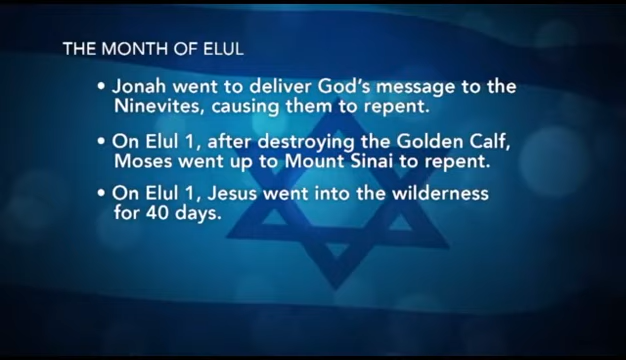 THE MONTH OF ELUL
• Jonah went to deliver God's message to the
Ninevites, causing them to repent.
• On Elul 1, after destroying the Golden Calf,
Moses went up to Mount Sinai to repent.
• On Elul 1, Jesus went into the wilderness
for 40 days.